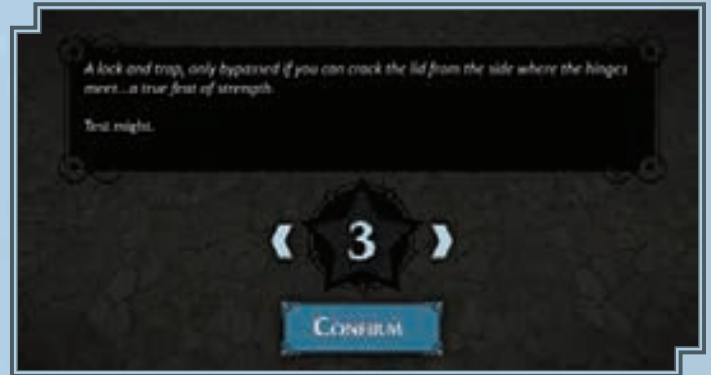 A lock and trap, only bypassed if you can crack the lid from the side where the hinges
meet...a true feat of strength.
Test might.
3
Confirm